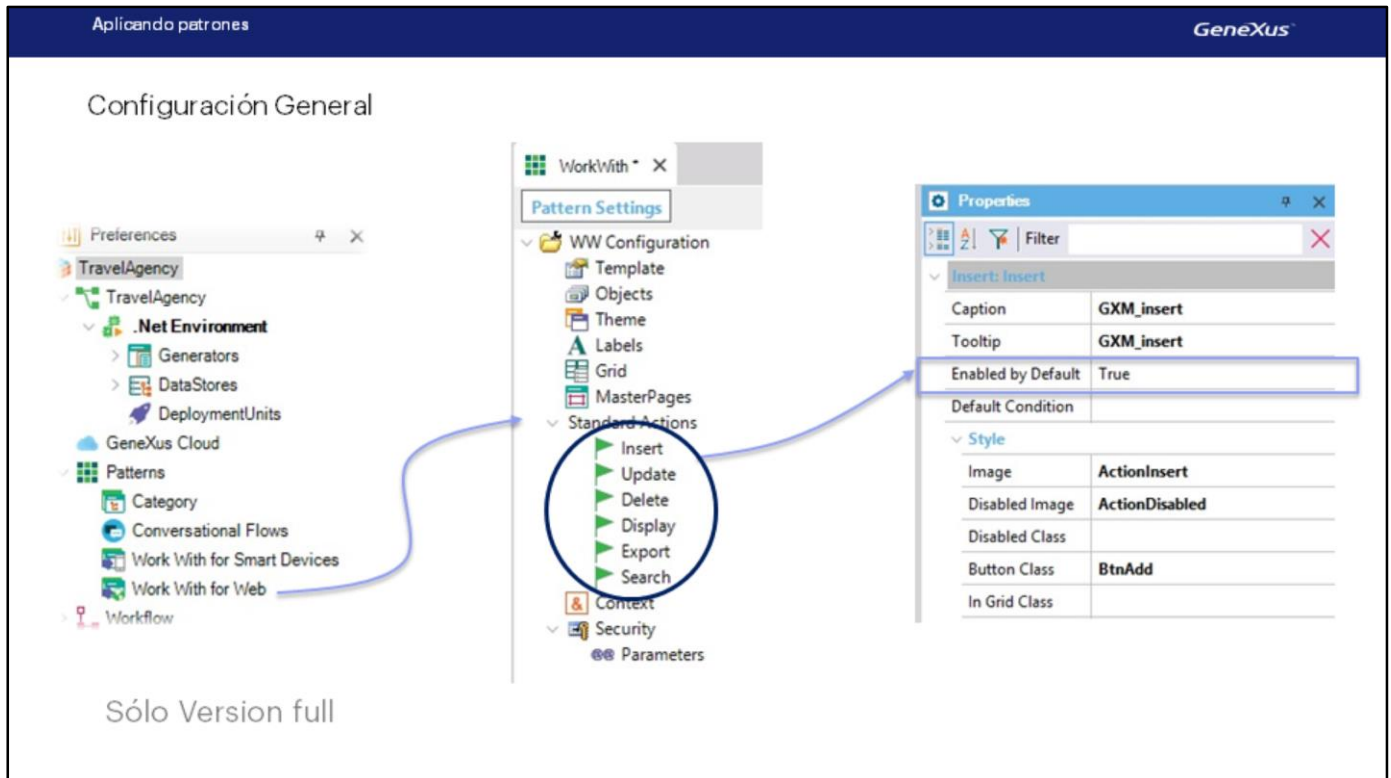 Aplicando patrones
GeneXus
Configuración General
Preferences
TravelAgency
TravelAgency
.Net Environment
Generators
DataStores
DeploymentUnits
GeneXus Cloud
Patterns
Category
Conversational Flows
Work With for Smart Devices
Work With for Web
Workflow
WorkWith *
Pattern Settings
WW Configuration
Template
Objects
Theme
Labels
Grid
MasterPages
Standard Actions
Insert
Update
Delete
Display
Export
Search
Context
Security
Parameters
Properties
Filter
Insert: Insert
Caption GXM_insert
Tooltip GXM_insert
Enabled by Default True
Default Condition
Style
Image ActionInsert
Disabled Image ActionDisabled
Disabled Class
Button Class BtnAdd
In Grid Class
Sólo Version full